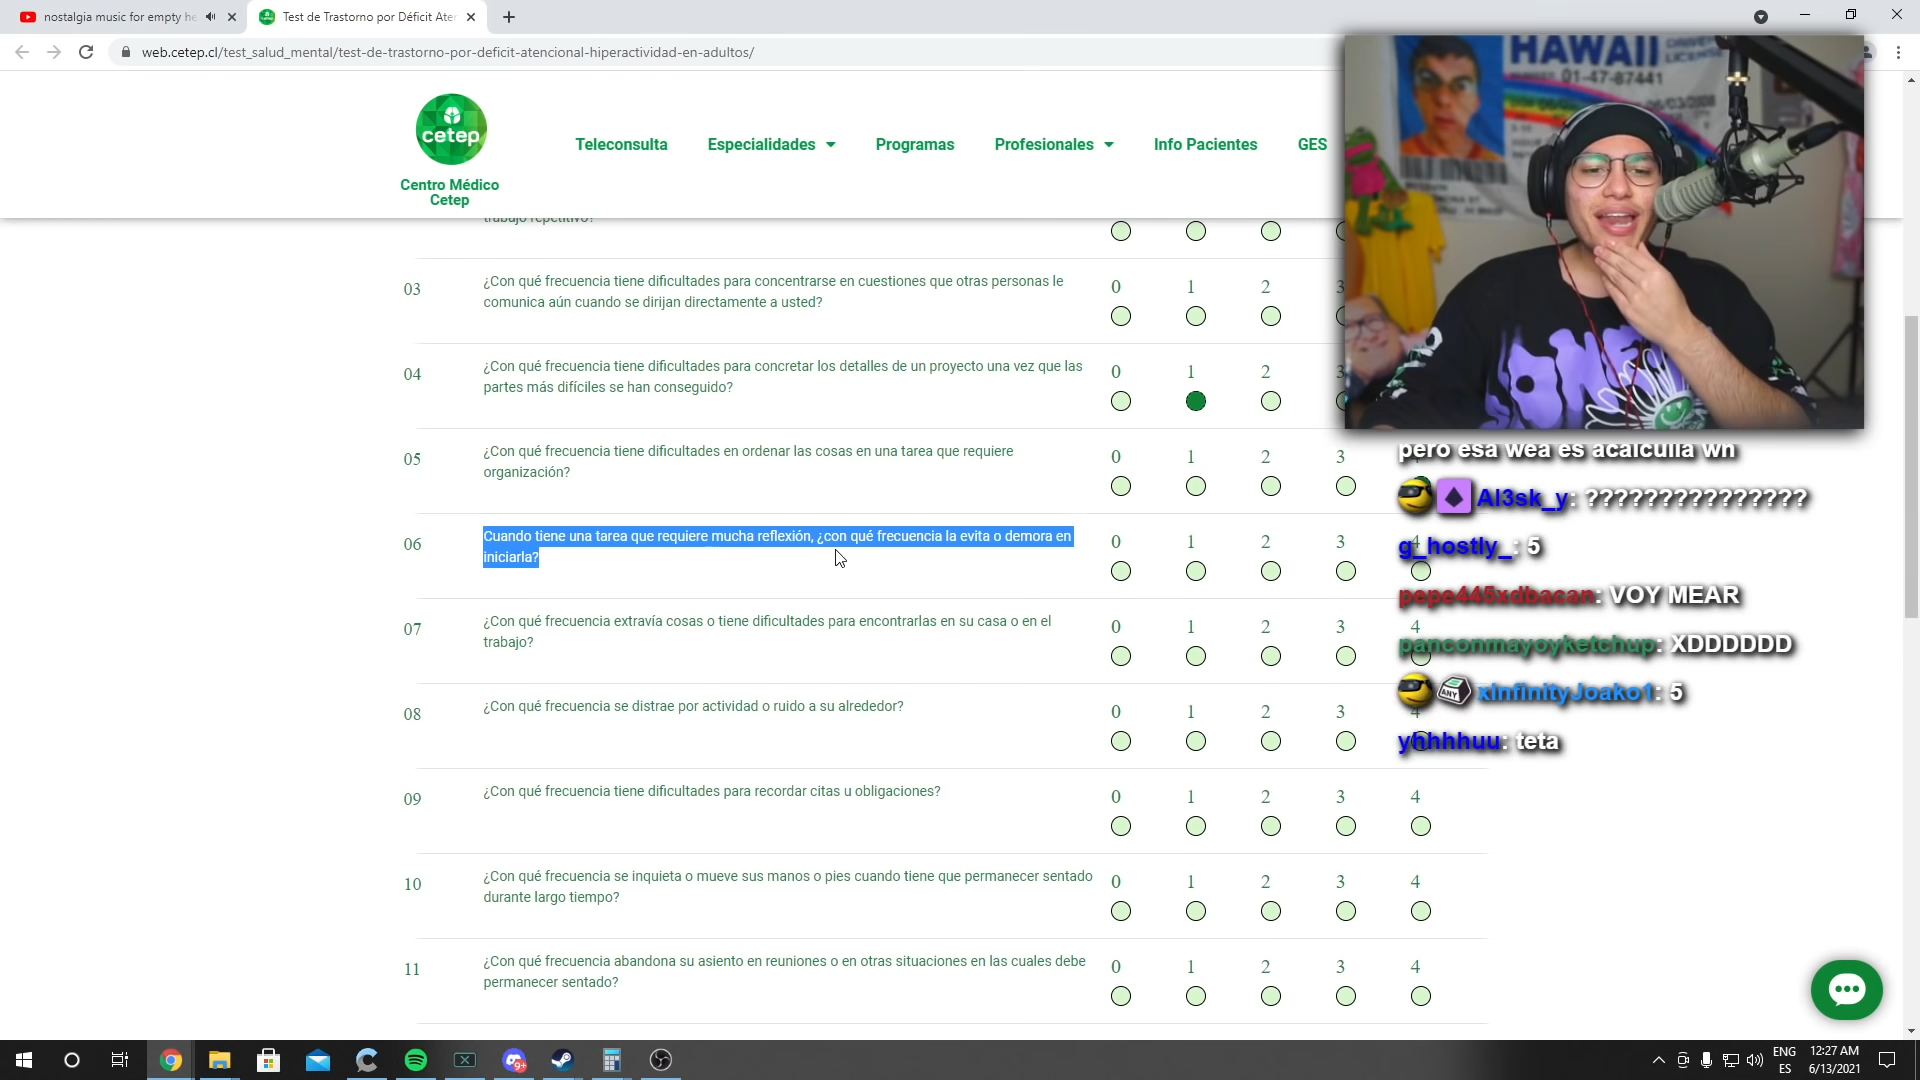 nostalgia music for empty he
Test de Trastorno por Déficit Aten
web.cetep.cl/test_salud_mental/test-de-trastorno-por-deficit-atencional-hiperactividad-en-adultos/
cetep
Centro Médico
Cetep
Teleconsulta
Especialidades
Programas
Profesionales
Info Pacientes
GES
HAWAII
01-47-87441
trabajo repetitivo?
03
¿Con qué frecuencia tiene dificultades para concentrarse en cuestiones que otras personas le
comunica aún cuando se dirijan directamente a usted?
0 1 2 3
04
¿Con qué frecuencia tiene dificultades para concretar los detalles de un proyecto una vez que las
partes más difíciles se han conseguido?
0 1 2 3
05
¿Con qué frecuencia tiene dificultades en ordenar las cosas en una tarea que requiere
organización?
0 1 2 3
06
Cuando tiene una tarea que requiere mucha reflexión, ¿con qué frecuencia la evita o demora en
iniciarla?
0 1 2 3 4
07
¿Con qué frecuencia extravía cosas o tiene dificultades para encontrarlas en su casa o en el
trabajo?
0 1 2 3 4
08
¿Con qué frecuencia se distrae por actividad o ruido a su alrededor?
0 1 2 3 4
09
¿Con qué frecuencia tiene dificultades para recordar citas u obligaciones?
0 1 2 3 4
10
¿Con qué frecuencia se inquieta o mueve sus manos o pies cuando tiene que permanecer sentado
durante largo tiempo?
0 1 2 3 4
11
¿Con qué frecuencia abandona su asiento en reuniones o en otras situaciones en las cuales debe
permanecer sentado?
0 1 2 3 4
pero esa wea es acalculia wn
Al3sk_y: ???????????????
g_hostly_: 5
pepe445xdbacan: VOY MEAR
panconmayoyketchup: XDDDDDD
ANY xInfinityJoako1: 5
yhhhhuu: teta
9+
ENG
ES
12:27 AM
6/13/2021